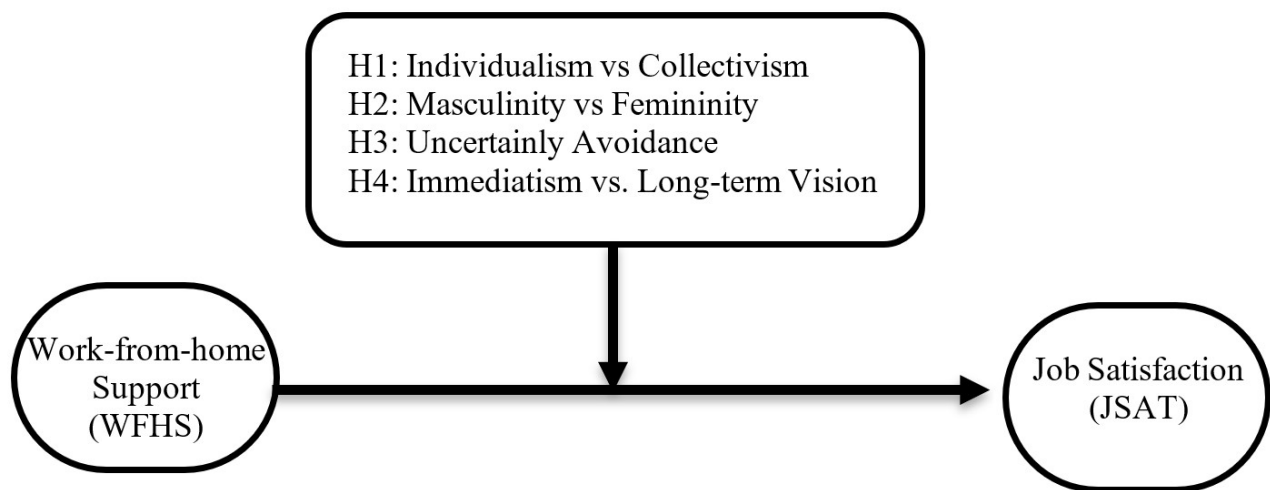 H1: Individualism vs Collectivism
H2: Masculinity vs Femininity
H3: Uncertainly Avoidance
H4: Immediatism vs. Long-term Vision
Work-from-home
Support
(WFHS)
Job Satisfaction
(JSAT)